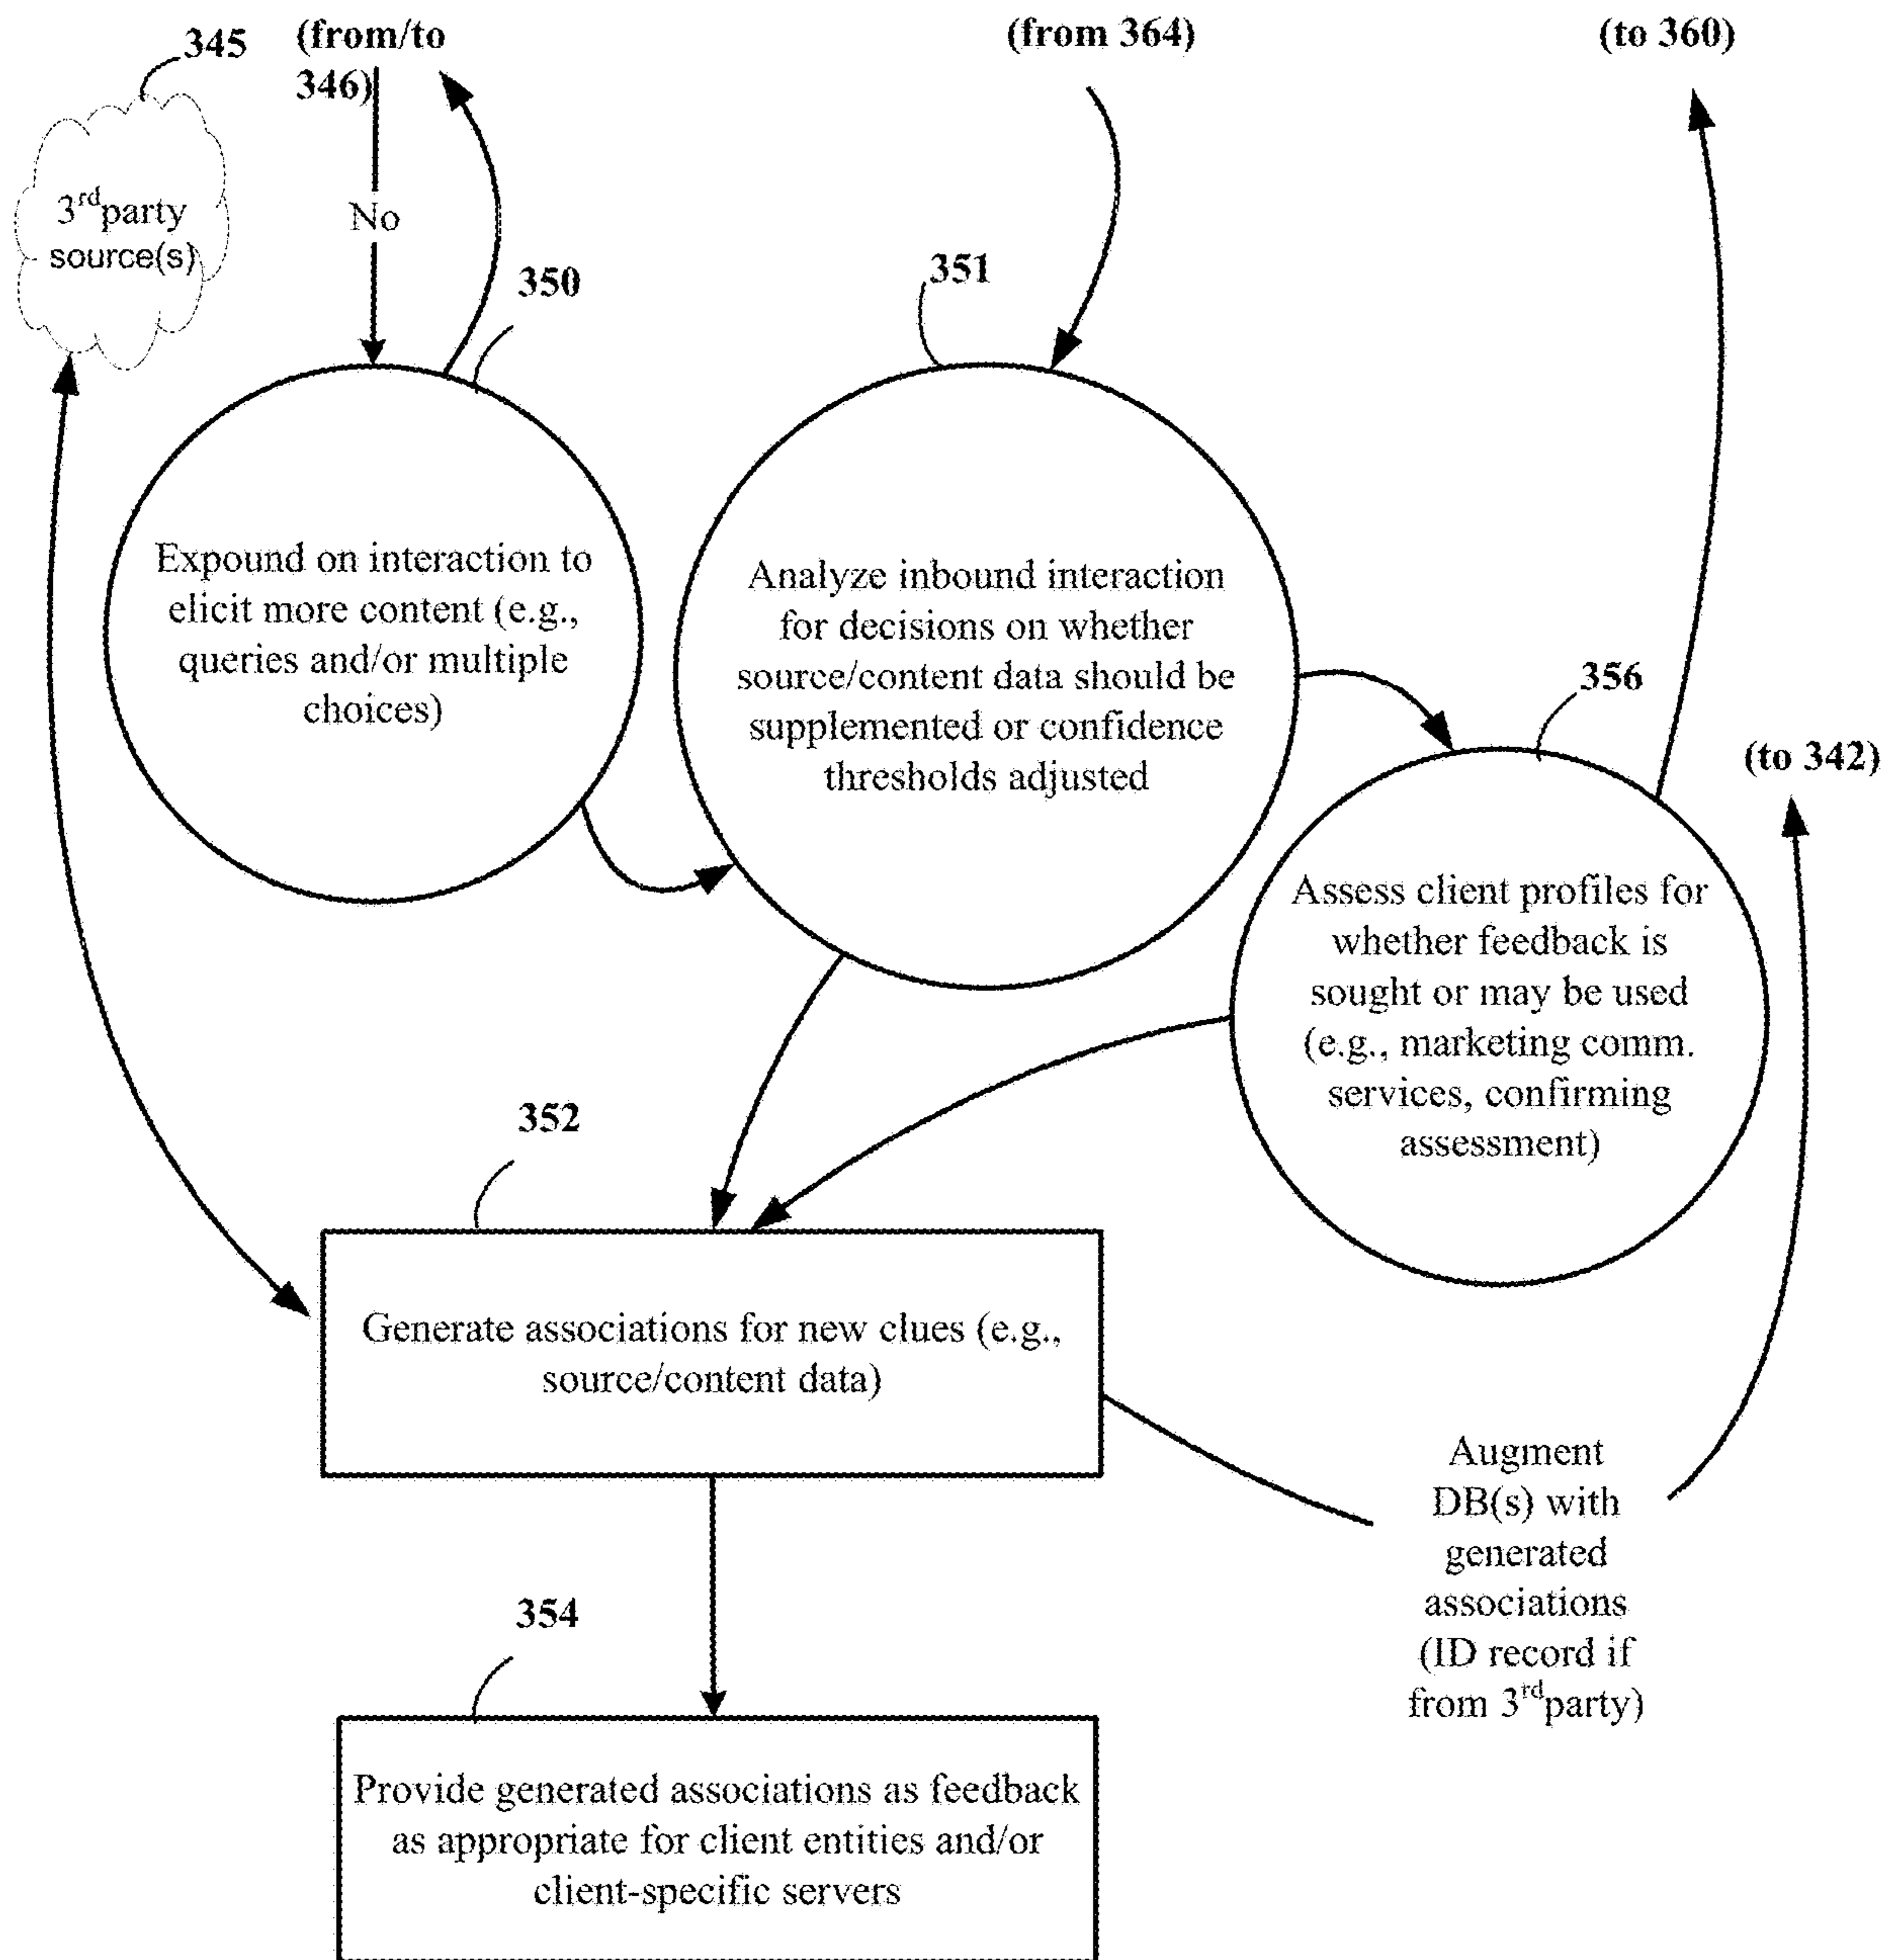 345
(from/to
346)
(from 364)
(to 360)
3rd party
source(s)
No
350
351
Expound on interaction to
elicit more content (e.g.,
queries and/or multiple
choices)
Analyze inbound interaction
for decisions on whether
source/content data should be
supplemented or confidence
thresholds adjusted
356
(to 342)
Assess client profiles for
whether feedback is
sought or may be used
(e.g., marketing comm.
services, confirming
assessment)
352
Generate associations for new clues (e.g.,
source/content data)
Augment
DB(s) with
generated
associations
(ID record if
from 3rd party)
354
Provide generated associations as feedback
as appropriate for client entities and/or
client-specific servers